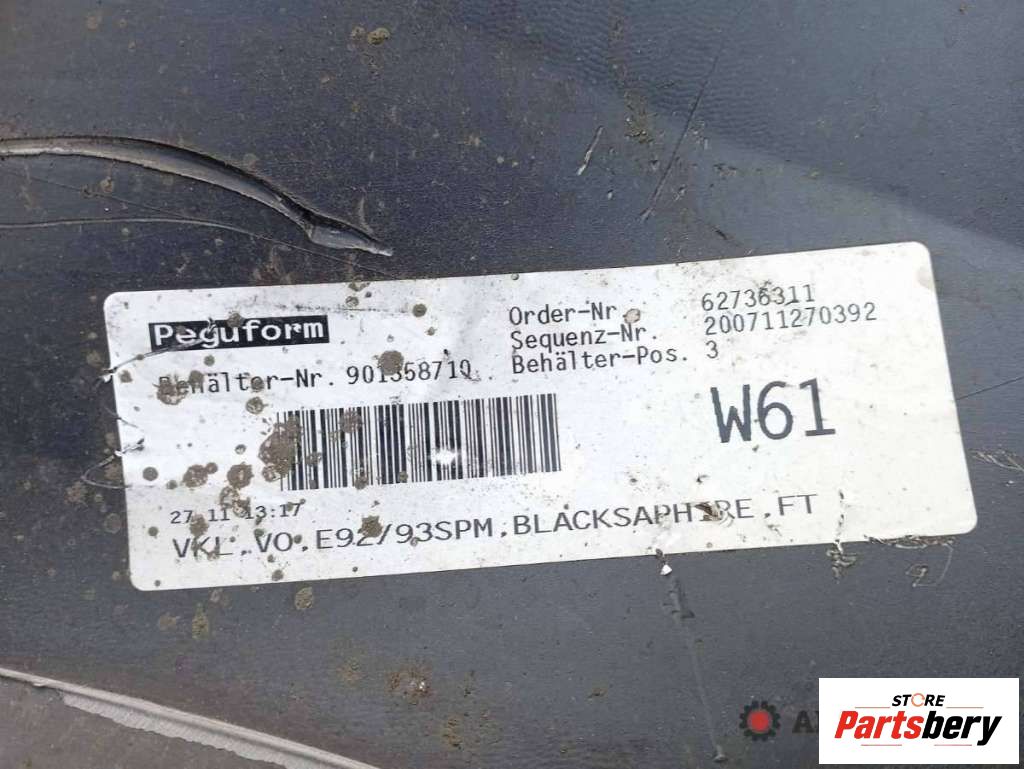 Peguform
Order-Nr. 62736311
Sequenz-Nr. 200711270392
Behälter-Nr. 901358710
Behälter-Pos. 3
W61
27.11 13:17
VKL.VO.E92/93SPM.BLACKSAPHIRE.FT
STORE
Partsbery